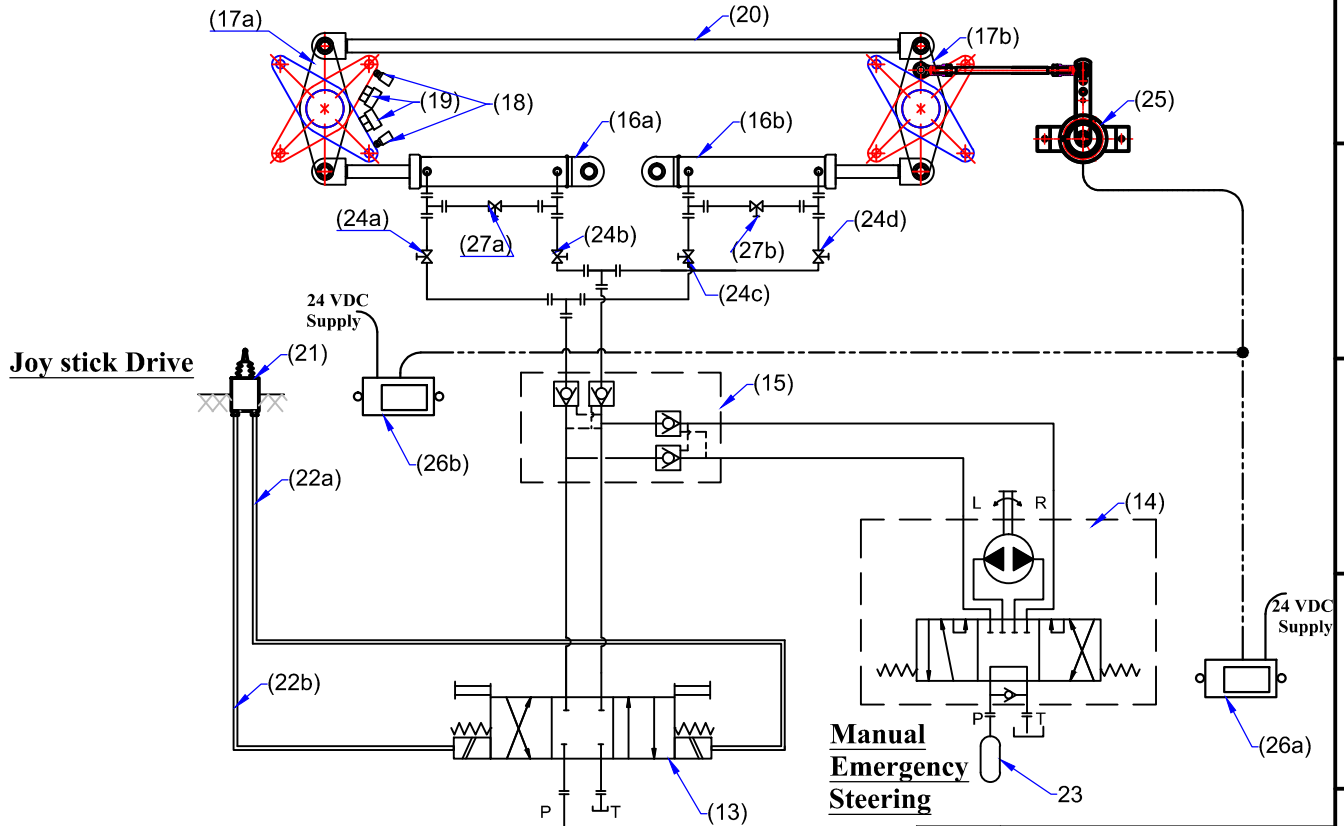 (17a)
(20)
(17b)
(19)
(18)
(25)
(16a)
(16b)
(24a)
(27a)
(24b)
(27b)
(24d)
(24c)
24 VDC
Supply
Joy stick Drive
(21)
(15)
(26b)
(22a)
L
R
(14)
24 VDC
Supply
(22b)
P
T
(26a)
Manual
Emergency
Steering
23
P
T
(13)